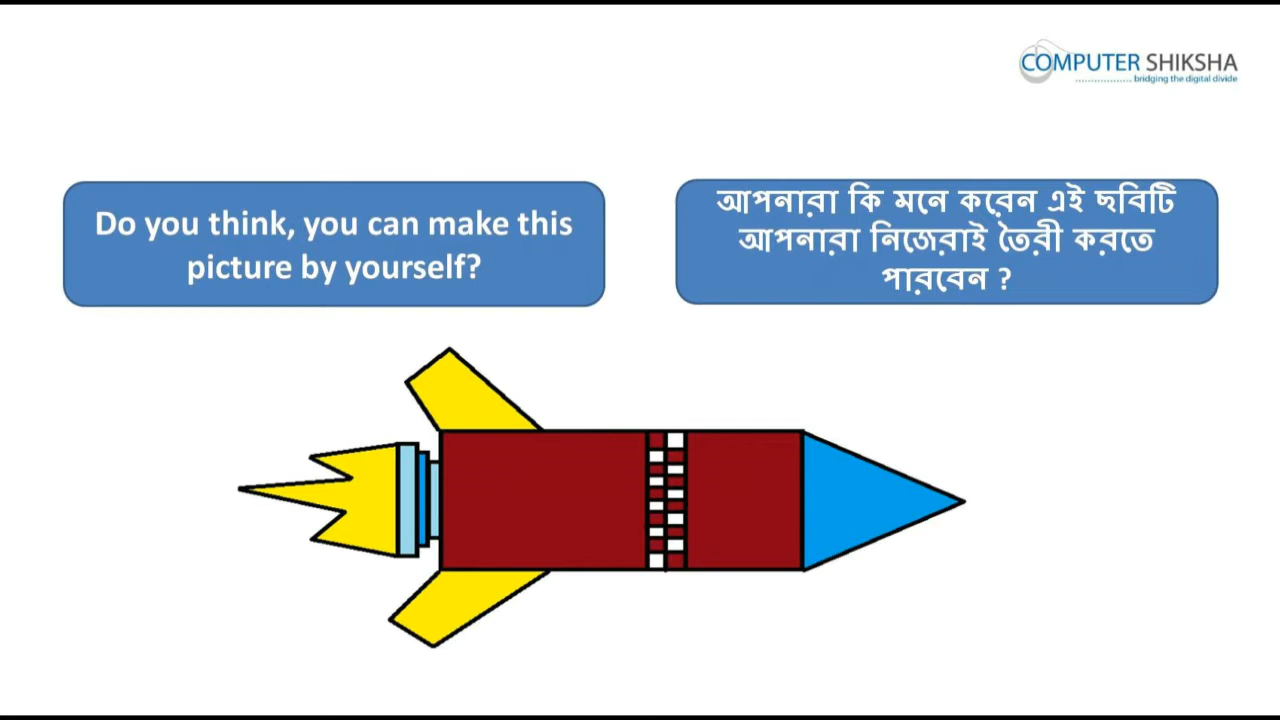 COMPUTER SHIKSHA
bridging the digital divide
Do you think, you can make this
picture by yourself?
আপনারা কি মনে করেন এই ছবিটি
আপনারা নিজেরাই তৈরী করতে
পারবেন ?